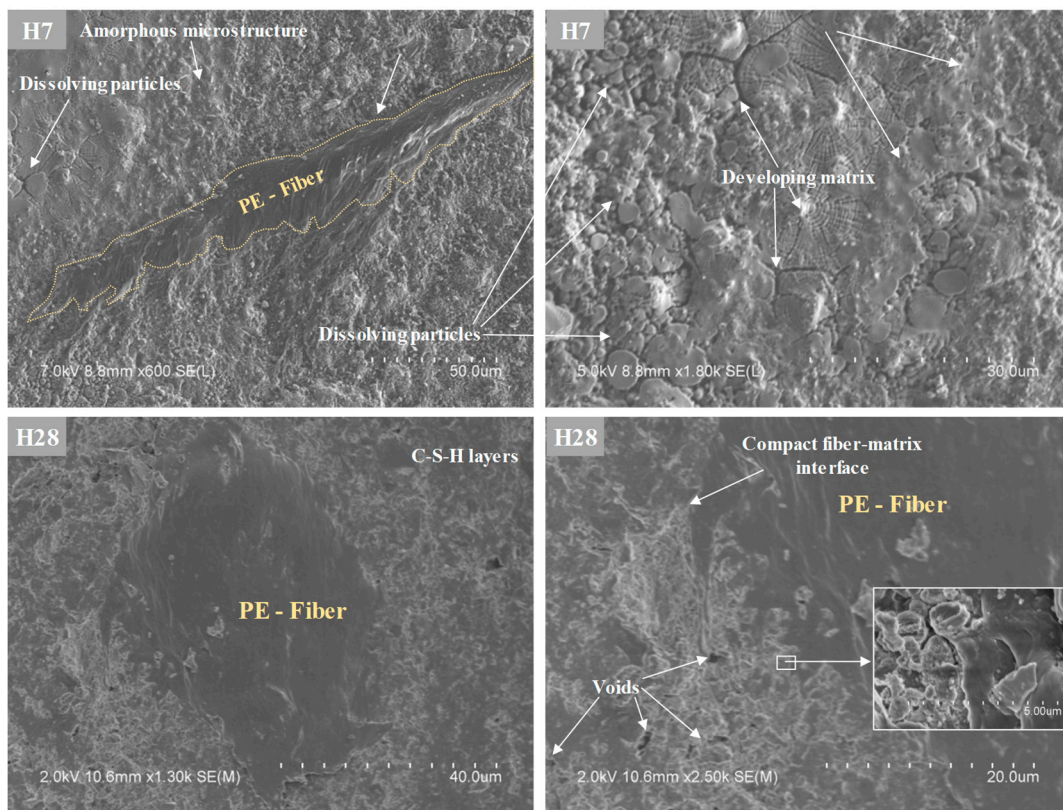 H7
Amorphous microstructure
Dissolving particles
PE - Fiber
7.0kV 8.8mm x600 SE(L)
50.0um
H7
Developing matrix
Dissolving particles
5.0kV 8.8mm x1.80k SE(L)
30.0um
H28
C-S-H layers
PE - Fiber
2.0kV 10.6mm x1.30k SE(M)
40.0um
H28
Compact fiber-matrix
interface
PE - Fiber
Voids
5.00um
2.0kV 10.6mm x2.50k SE(M)
20.0um